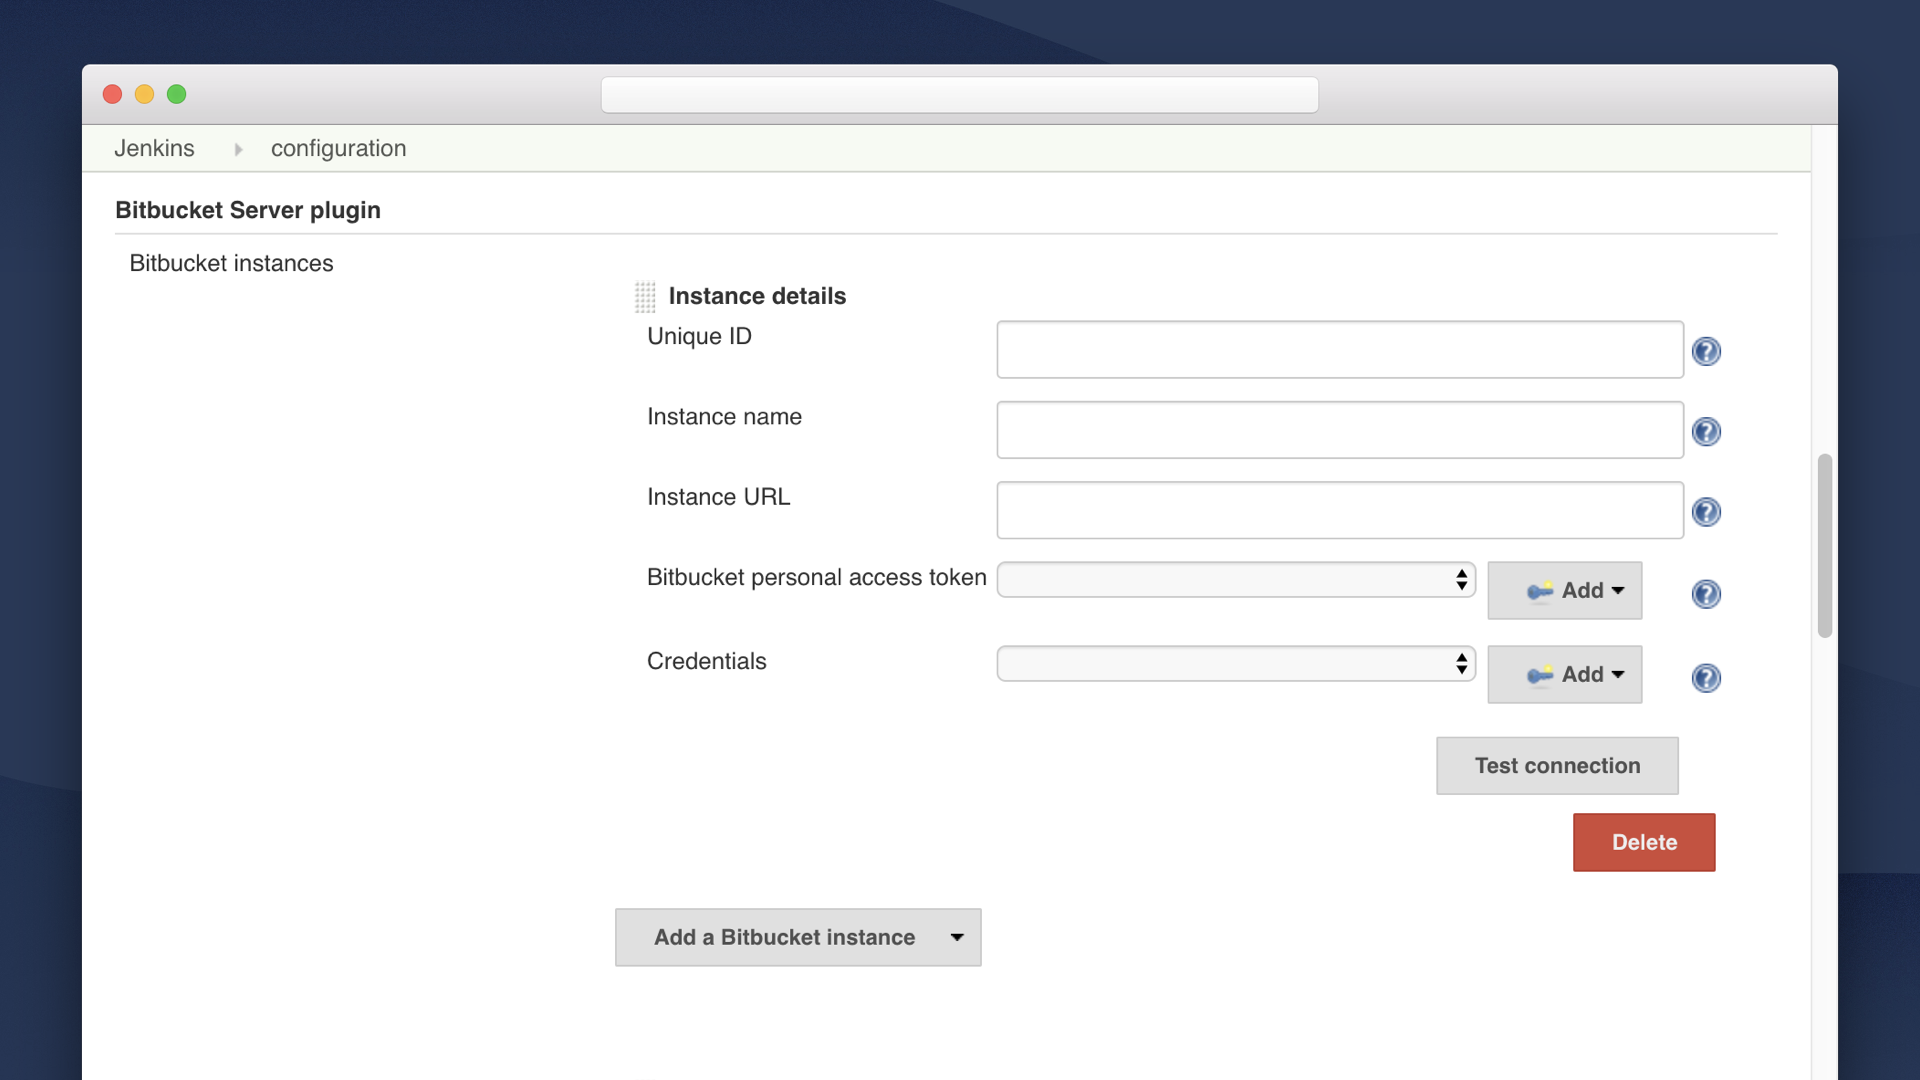 Jenkins configuration
Bitbucket Server plugin
Bitbucket instances
Instance details
Unique ID
Instance name
Instance URL
Bitbucket personal access token Add
Credentials Add
Test connection
Delete
Add a Bitbucket instance